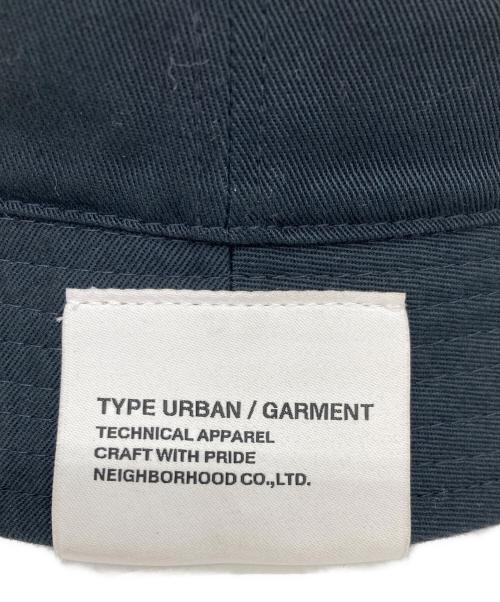 TYPE URBAN / GARMENT
TECHNICAL APPAREL
CRAFT WITH PRIDE
NEIGHBORHOOD CO.,LTD.